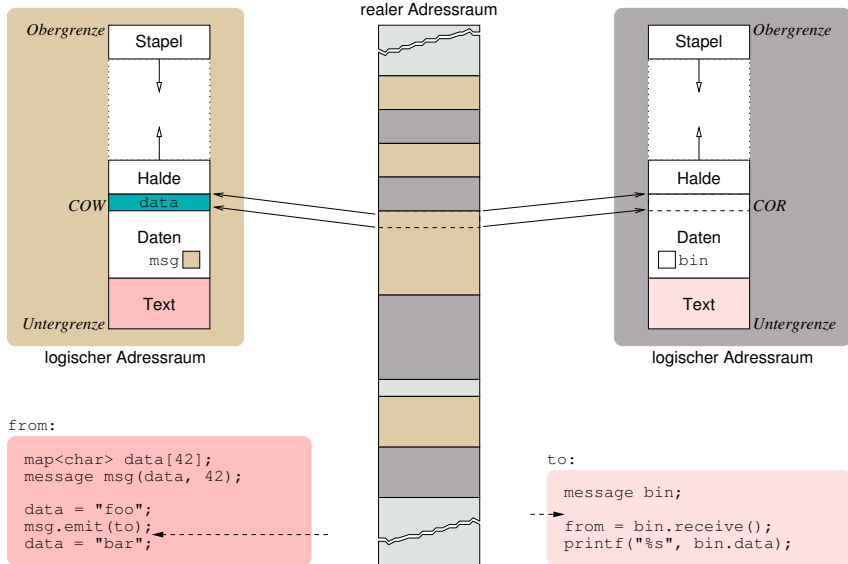 realer Adressraum
Obergrenze
Stapel
Halde
COW
data
Daten
msg
Text
Untergrenze
logischer Adressraum
Stapel
Obergrenze
Halde
COR
Daten
bin
Text
Untergrenze
logischer Adressraum
from:
map<char> data[42];
message msg(data, 42);
data = "foo";
msg.emit(to);
data = "bar";
to:
message bin;
from = bin.receive();
printf("%s", bin.data);